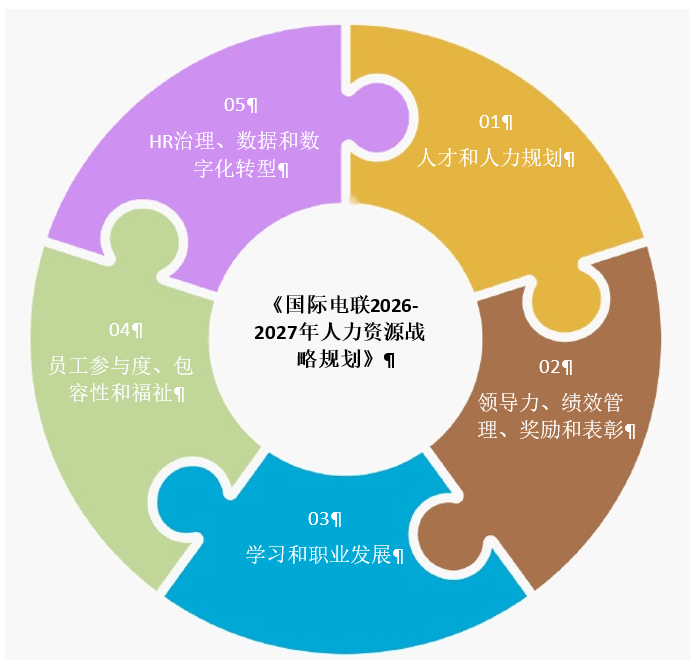 《国际电联2026-
2027年人力资源战
略规划》¶
01¶
人才和人力规划¶
02¶
领导力、绩效管
理、奖励和表彰¶
03¶
学习和职业发展¶
04¶
员工参与度、包
容性和福祉¶
05¶
HR治理、数据和数
字化转型¶